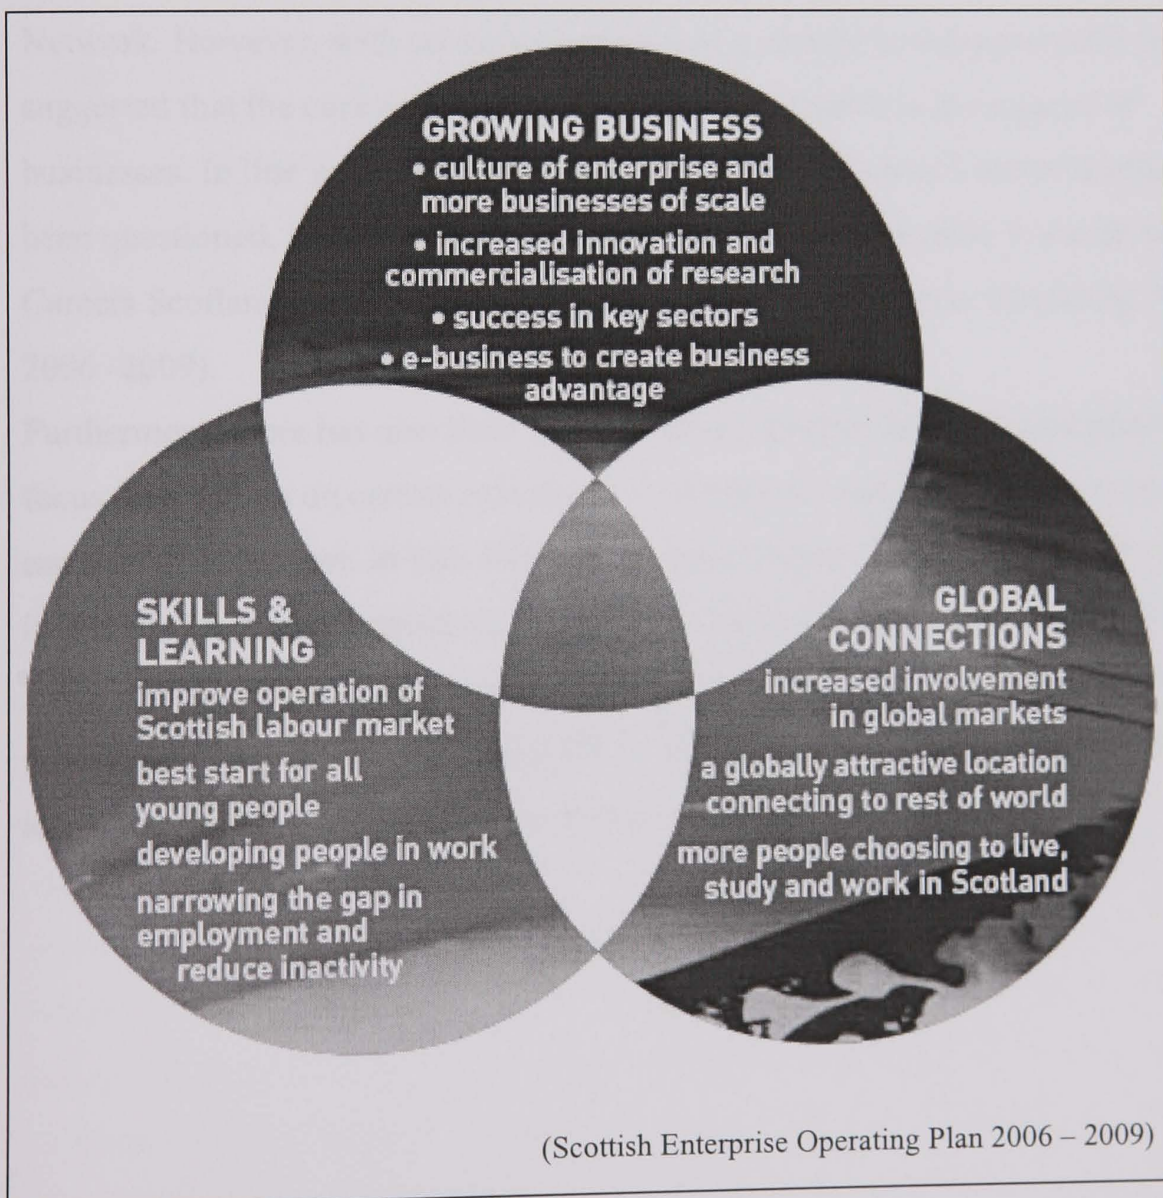 GROWING BUSINESS
• culture of enterprise and
more businesses of scale
• increased innovation and
commercialisation of research
• success in key sectors
• e-business to create business
advantage
SKILLS &
LEARNING
improve operation of
Scottish labour market
best start for all
young people
developing people in work
narrowing the gap in
employment and
reduce inactivity
GLOBAL
CONNECTIONS
increased involvement
in global markets
a globally attractive location
connecting to rest of world
more people choosing to live,
study and work in Scotland
(Scottish Enterprise Operating Plan 2006 – 2009)